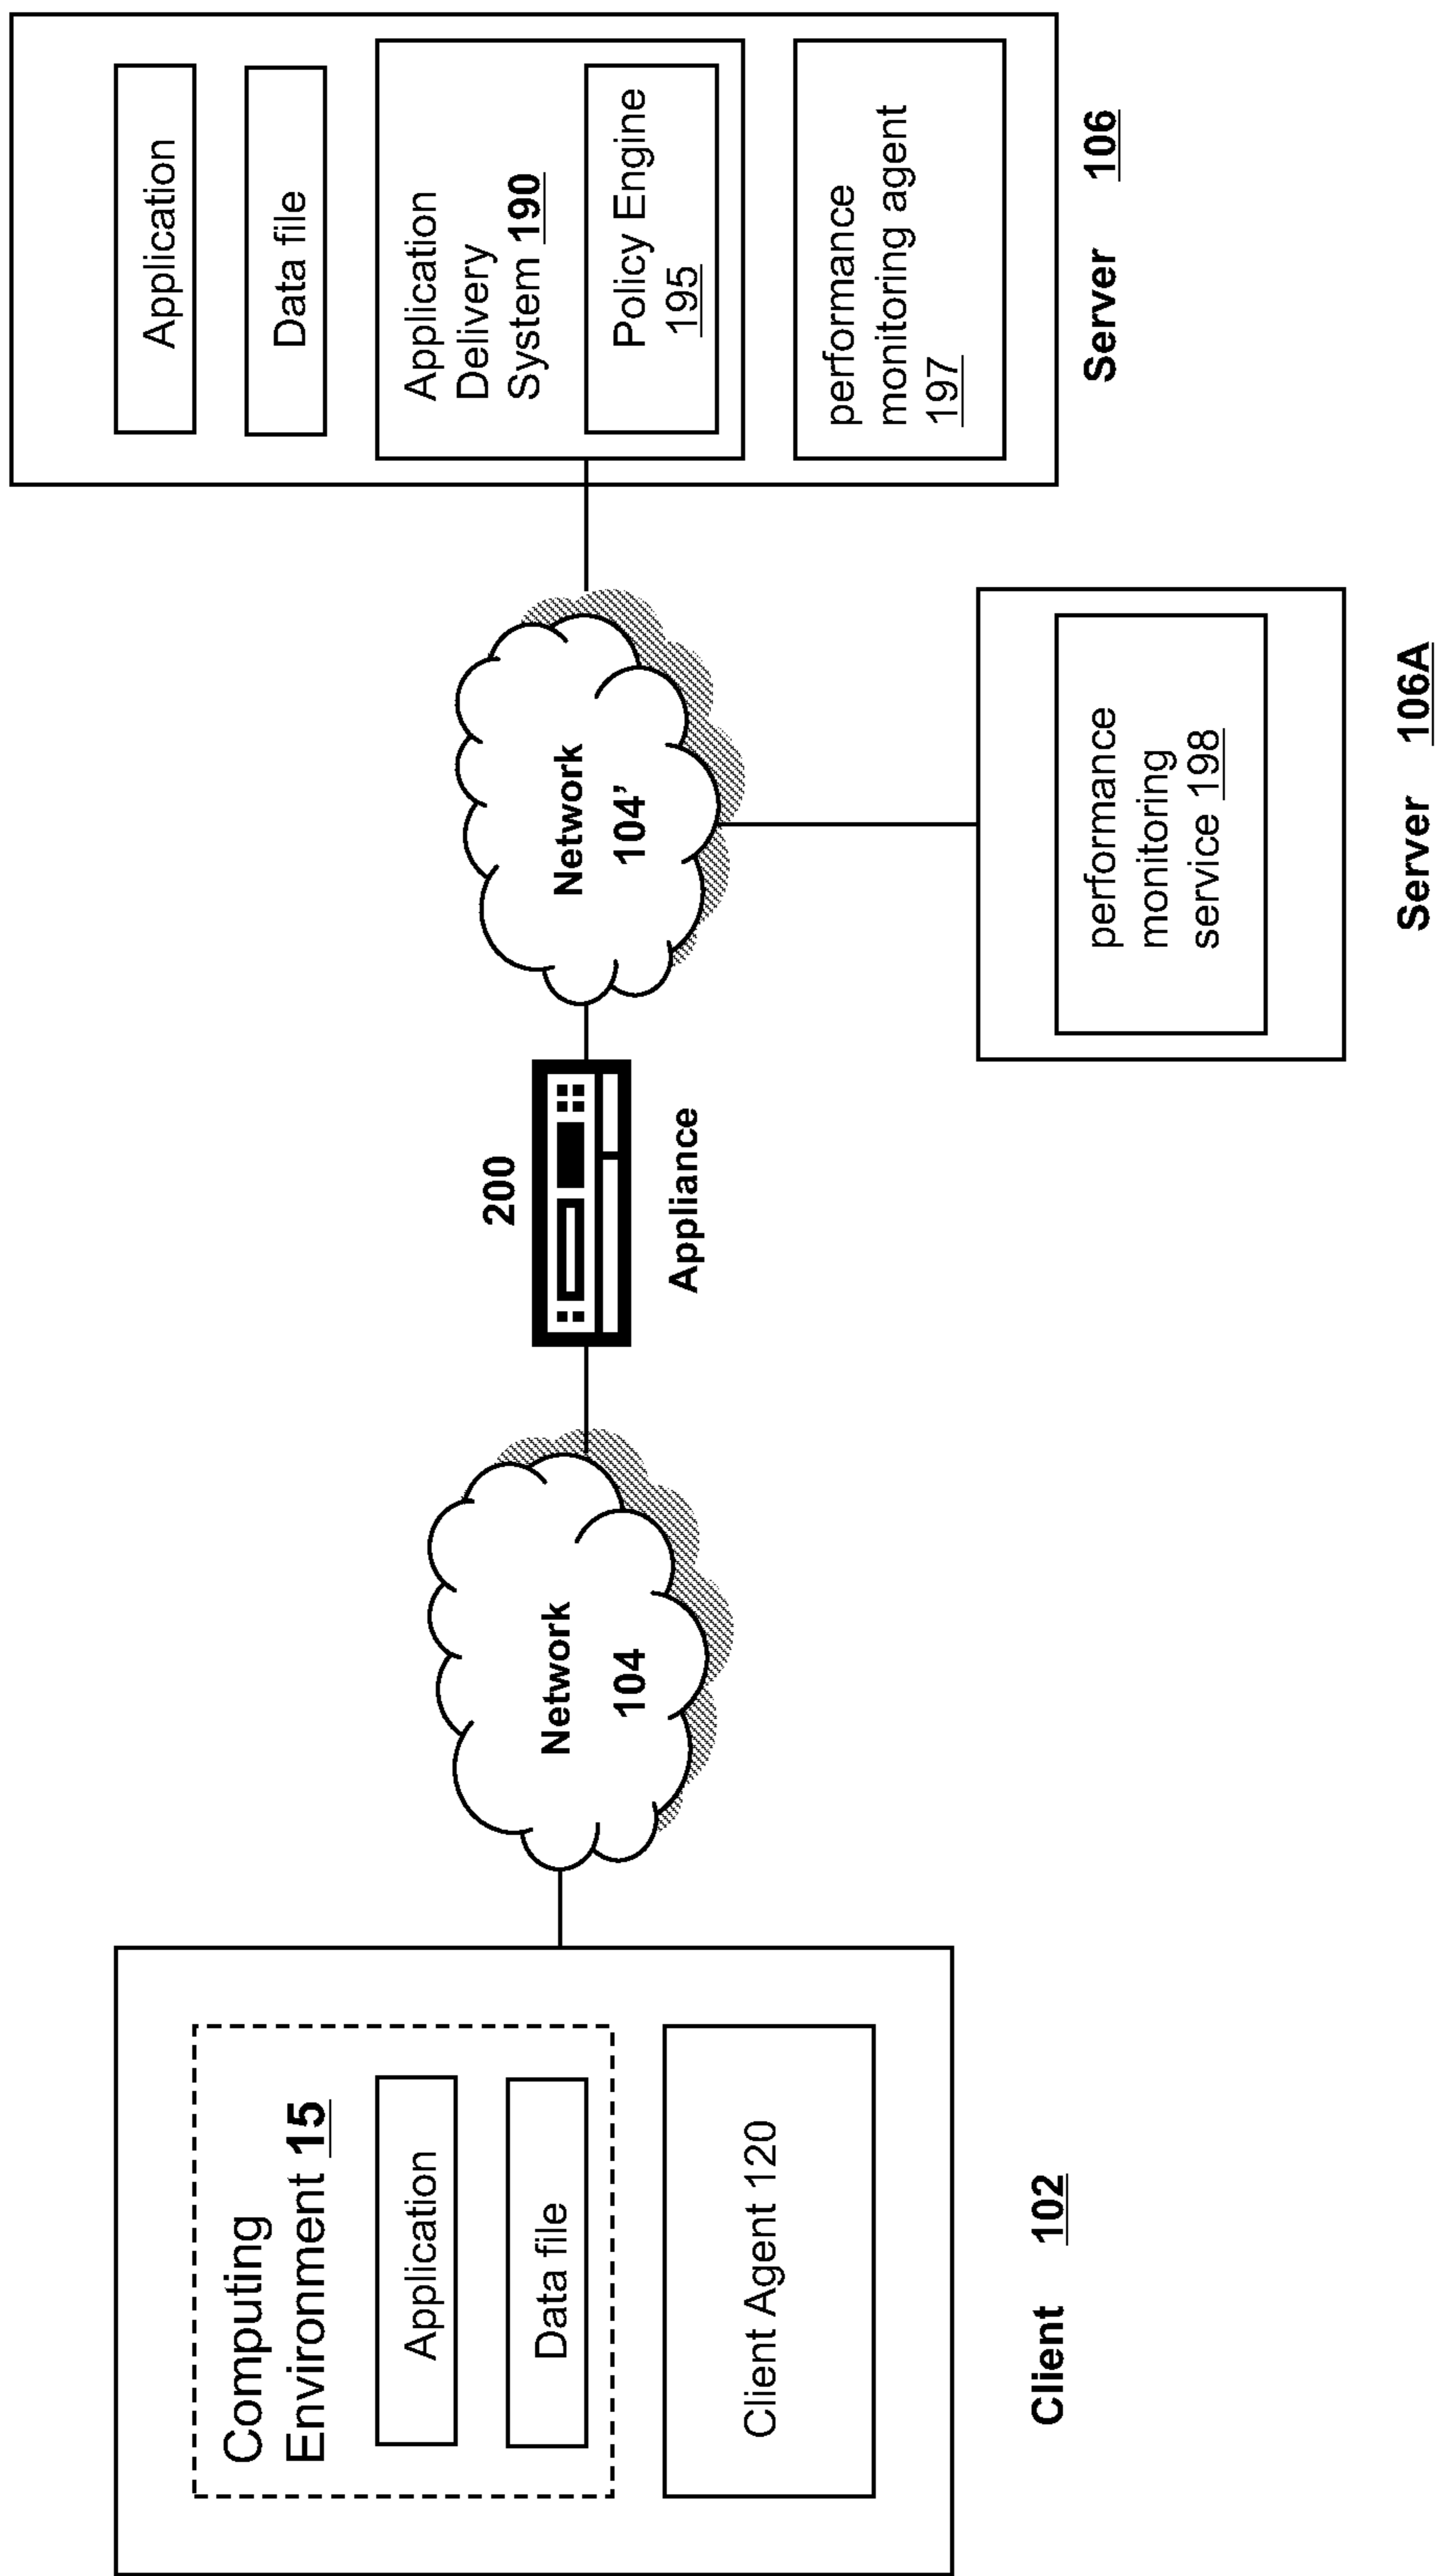 Computing
Environment 15
Application
Data file
Client Agent 120
Client 102
Network
104
200
Appliance
Network
104’
performance
monitoring
service 198
Server 106A
Application
Data file
Application
Delivery
System 190
Policy Engine
195
performance
monitoring agent
197
Server 106